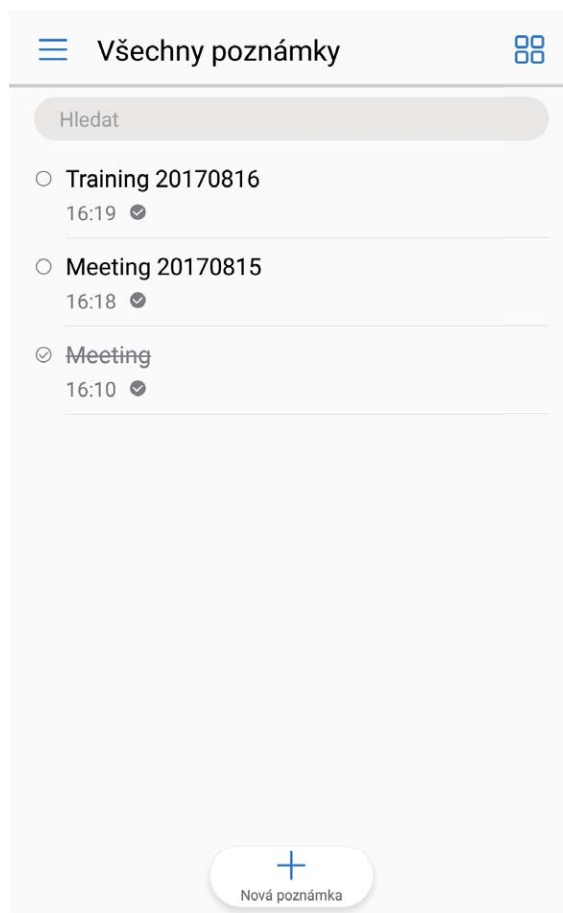 Všechny poznámky
Hledat
Training 20170816
16:19
Meeting 20170815
16:18
Meeting
16:10
Nová poznámka